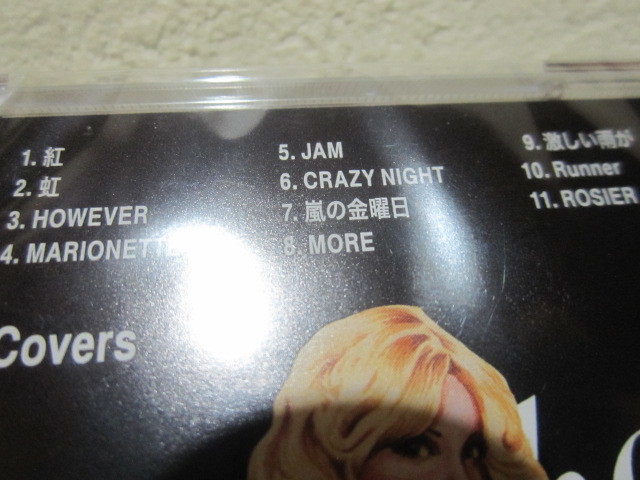 1. 紅
2. 虹
3. HOWEVER
4. MARIONETTE
5. JAM
6. CRAZY NIGHT
7. 嵐の金曜日
8. MORE
9. 激しい雨が
10. Runner
11. ROSIER
Covers